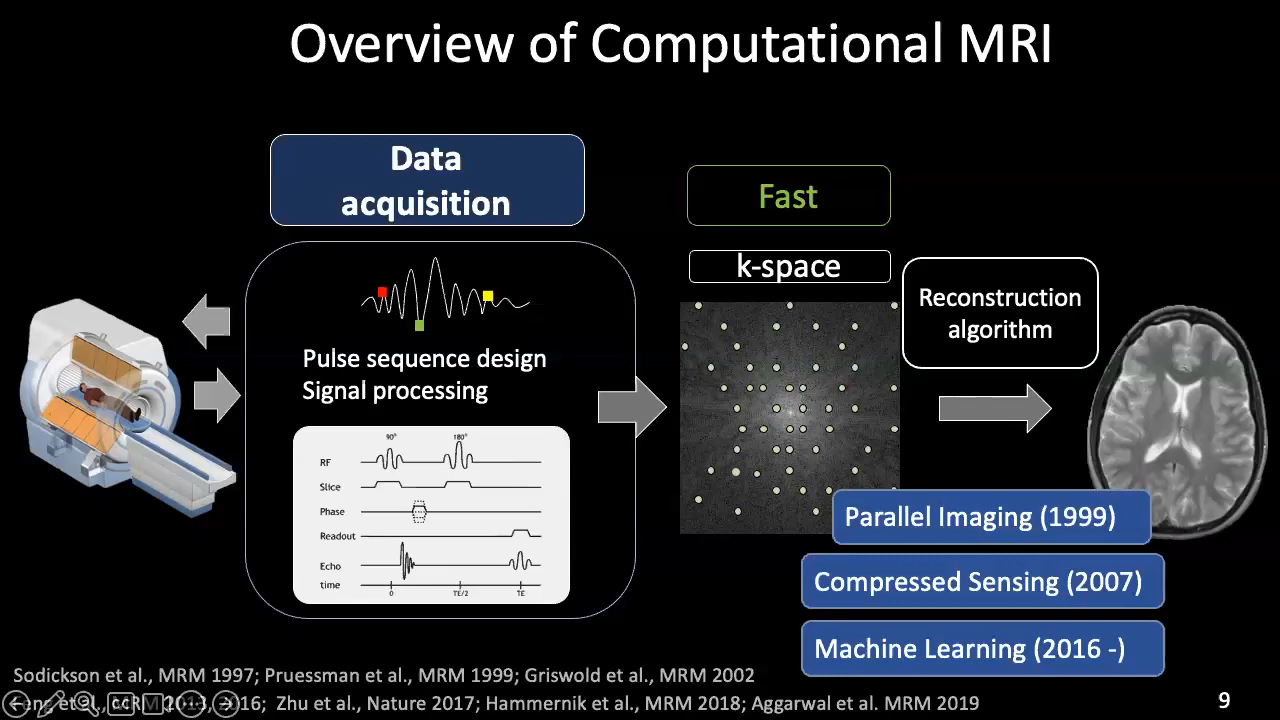 Overview of Computational MRI
Data
acquisition
Fast
k-space
Reconstruction
algorithm
Pulse sequence design
Signal processing
90°
180°
RF
Slice
Phase
Readout
Echo
time
0
TE/2
TE
Parallel Imaging (1999)
Compressed Sensing (2007)
Machine Learning (2016 -)
Sodickson et al., MRM 1997; Pruessman et al., MRM 1999; Griswold et al., MRM 2002
MRM 2013, 2016; Zhu et al., Nature 2017; Hammernik et al., MRM 2018; Aggarwal et al. MRM 2019
9